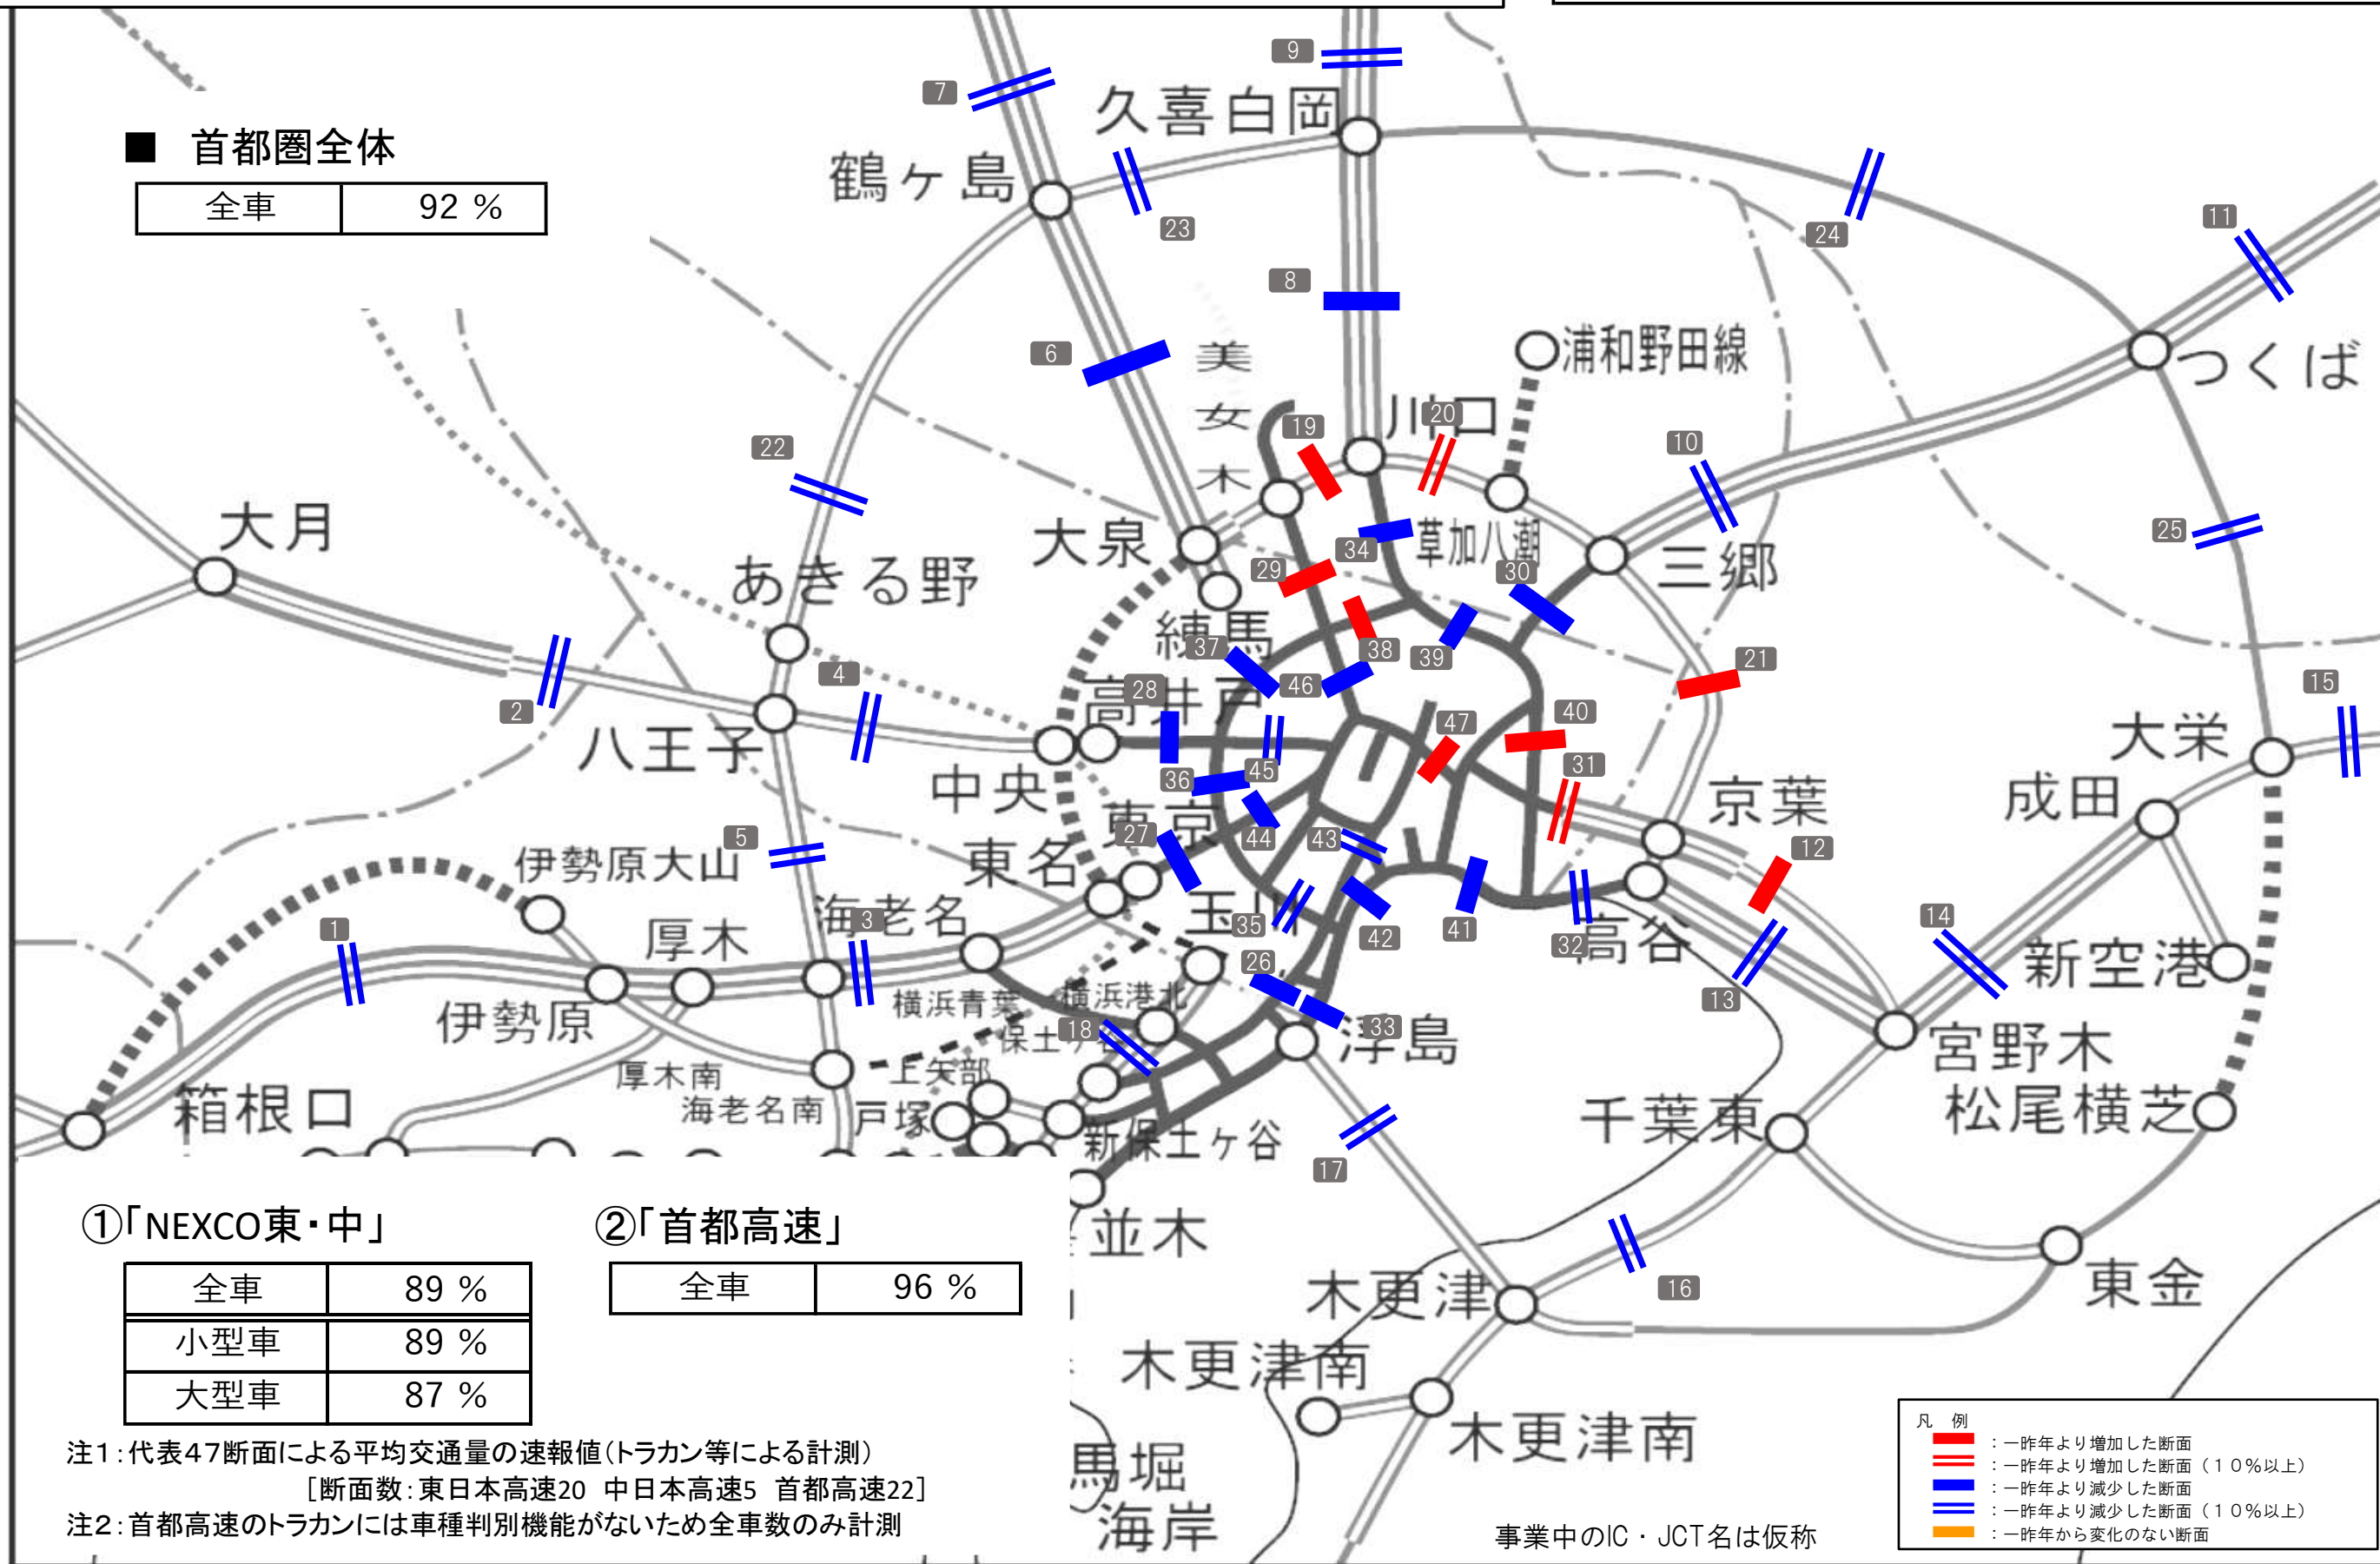 ■ 首都圏全体
全車 92 %
7
9
久喜白岡
鶴ヶ島
23
24
11
8
6
美女木
浦和野田線
つくば
19
川口
20
10
22
大月
あきる野
大泉
34
草加八潮
三郷
25
29
30
練馬
37
38
39
21
4
28
46
高井戸
15
2
八王子
47
40
大栄
中央
36
45
31
京葉
成田
5
27
東京
44
43
12
伊勢原大山
東名
1
厚木
海老名
3
玉川
35
42
41
32
高谷
14
新空港
26
13
伊勢原
横浜青葉
横浜港北
18
保土ヶ谷
33
浮島
宮野木
厚木南
上矢部
箱根口
海老名南
戸塚
新保土ヶ谷
千葉東
松尾横芝
17
①「NEXCO東・中」
②「首都高速」
並木
16
東金
全車 89 %
小型車 89 %
大型車 87 %
全車 96 %
木更津
木更津南
木更津南
馬堀
海岸
注1:代表47断面による平均交通量の速報値(トラカン等による計測)
[断面数:東日本高速20 中日本高速5 首都高速22]
注2:首都高速のトラカンには車種判別機能がないため全車数のみ計測
事業中のIC・JCT名は仮称
凡 例
:一昨年より増加した断面
:一昨年より増加した断面(10%以上)
:一昨年より減少した断面
:一昨年より減少した断面(10%以上)
:一昨年から変化のない断面